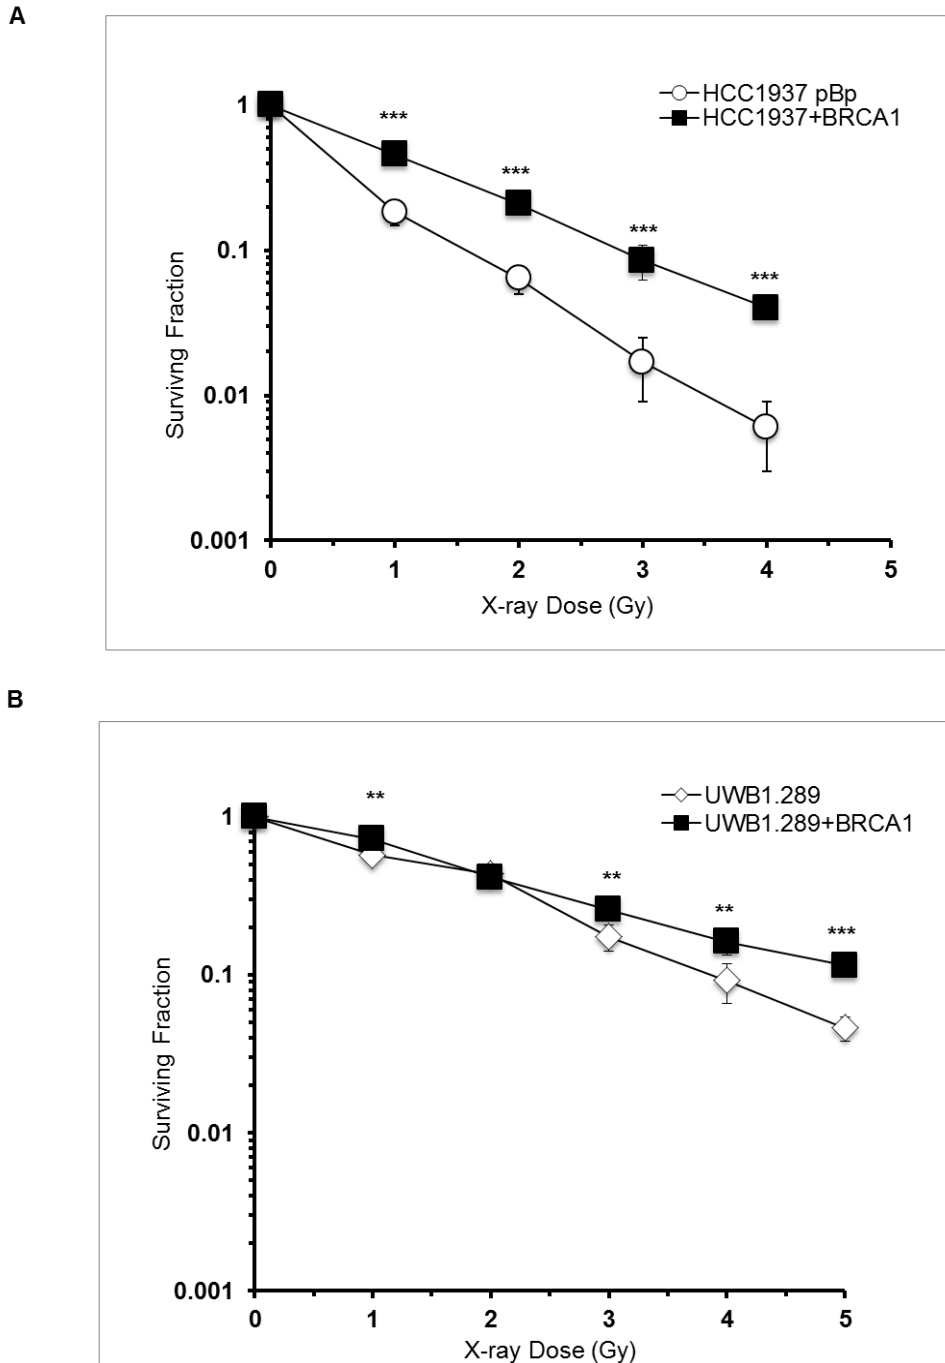 A
HCC1937 pBp
HCC1937+BRCA1
1
***
***
0.1
***
***
0.01
0.001
0 1 2 3 4 5
Survivng Fraction
X-ray Dose (Gy)
B
UWB1.289
UWB1.289+BRCA1
1
**
**
**
***
0.1
0.01
0.001
0 1 2 3 4 5
Surviving Fraction
X-ray Dose (Gy)